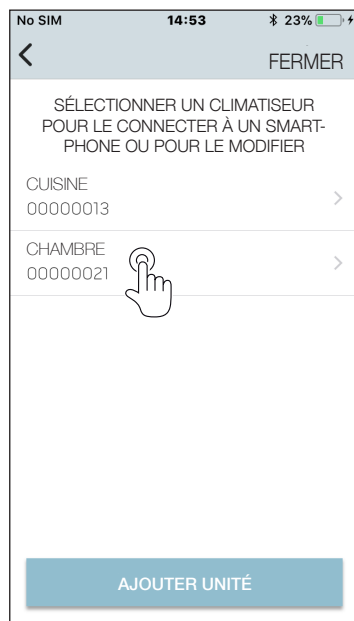 No SIM 14:53 23%
FERMER
SÉLECTIONNER UN CLIMATISEUR
POUR LE CONNECTER À UN SMART-
PHONE OU POUR LE MODIFIER
CUISINE
00000013
CHAMBRE
00000021
AJOUTER UNITÉ